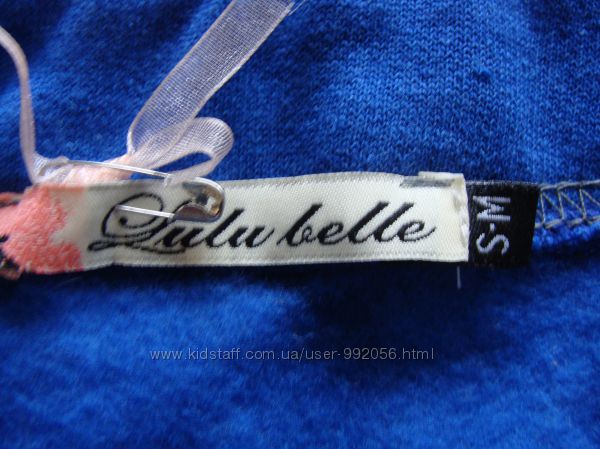 Lulu belle
S-M
www.kidstaff.com.ua/user-992056.html